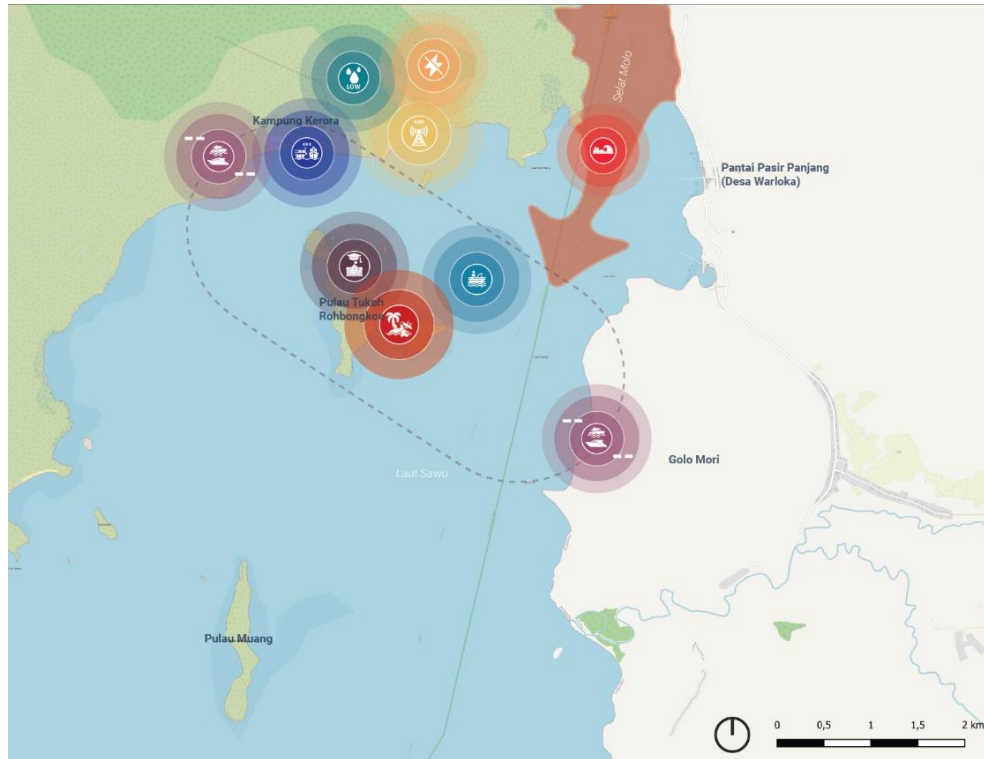 LOW
Selat Molo
Kampung Kerora
Pantai Pasir Panjang
(Desa Warloka)
Pulau Tukoh
Rohbongkoe
Golo Mori
Laut Sawu
Pulau Muang
0 0,5 1 1,5 2 km